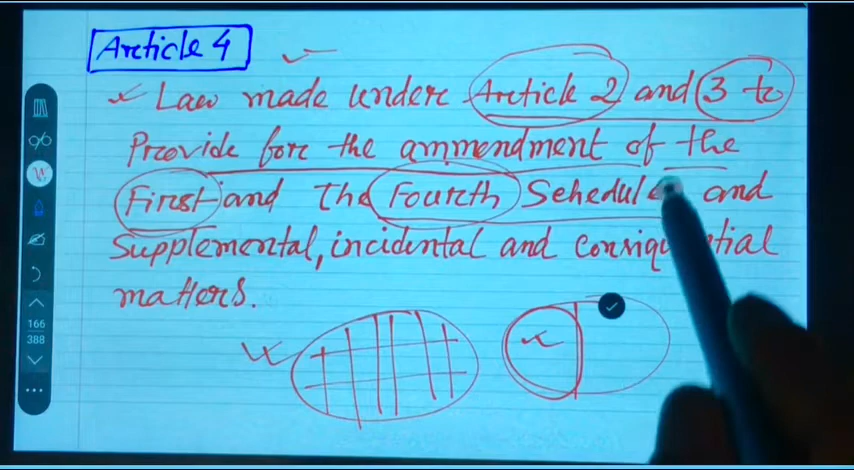 Article 4
Law made under Article 2 and 3 to
Provide for the ammendment of the
First and The Fourth Schedule and
Supplemental, incidental and
matters.
166
388